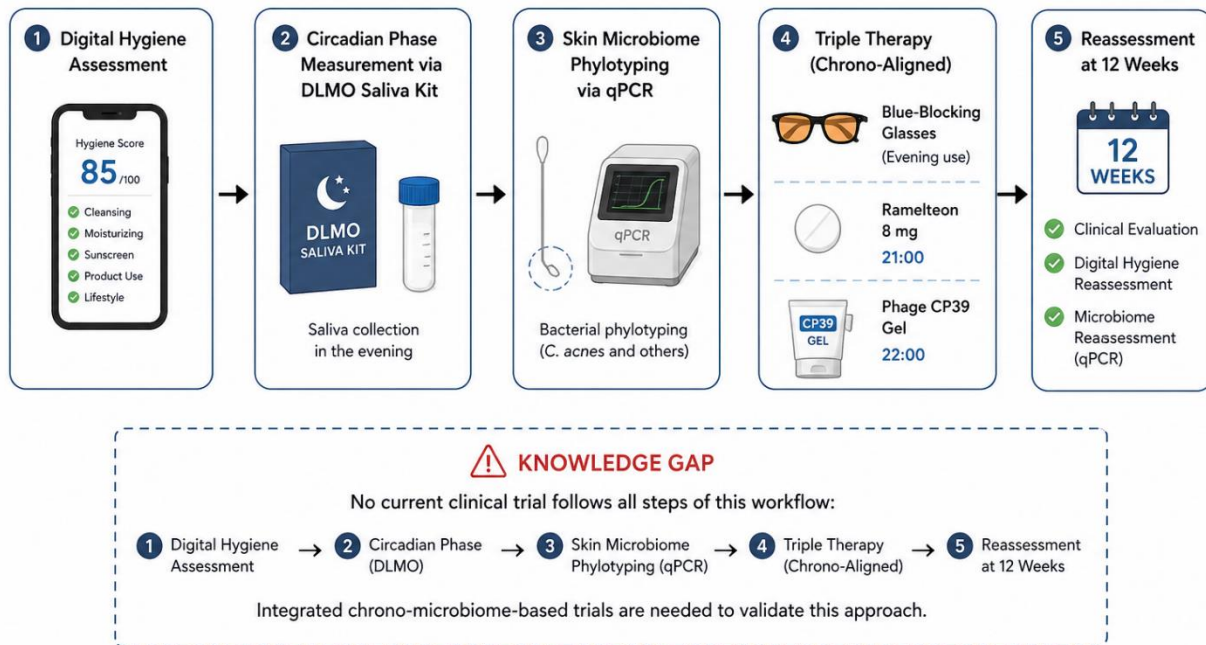 1 Digital Hygiene
Assessment
Hygiene Score
85/100
Cleansing
Moisturizing
Sunscreen
Product Use
Lifestyle
2 Circadian Phase
Measurement via
DLMO Saliva Kit
DLMO
SALIVA KIT
Saliva collection
in the evening
3 Skin Microbiome
Phylotyping
via qPCR
qPCR
Bacterial phylotyping
(C. acnes and others)
4 Triple Therapy
(Chrono-Aligned)
Blue-Blocking
Glasses
(Evening use)
Ramelteon
8 mg
21:00
CP39
GEL
Phage CP39
Gel
22:00
5 Reassessment
at 12 Weeks
12
WEEKS
Clinical Evaluation
Digital Hygiene
Reassessment
Microbiome
Reassessment
(qPCR)
KNOWLEDGE GAP
No current clinical trial follows all steps of this workflow:
1 Digital Hygiene
Assessment
→ 2 Circadian Phase
(DLMO)
→ 3 Skin Microbiome
Phylotyping (qPCR)
→ 4 Triple Therapy
(Chrono-Aligned)
→ 5 Reassessment
at 12 Weeks
Integrated chrono-microbiome-based trials are needed to validate this approach.